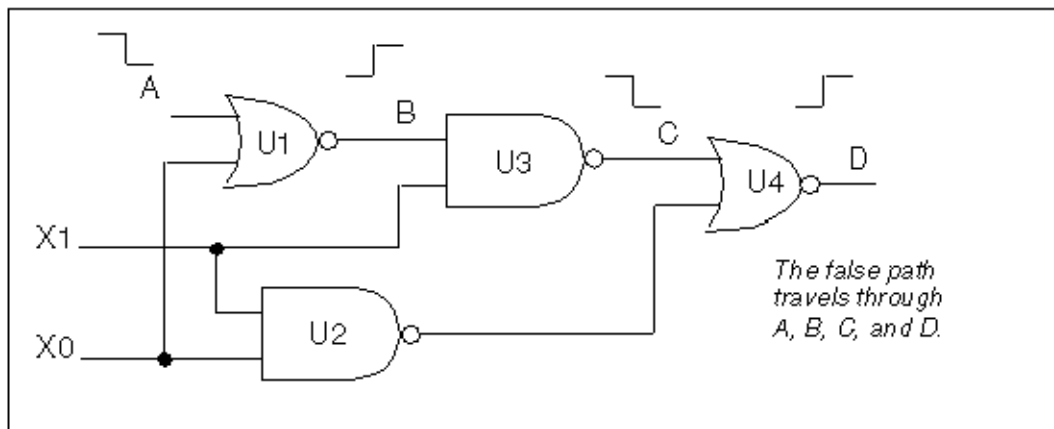 A
B
C
D
U1
U3
U4
X1
U2
X0
The false path
travels through
A, B, C, and D.